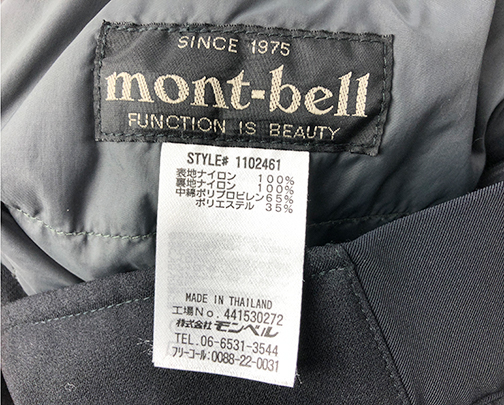 SINCE 1975
mont-bell
FUNCTION IS BEAUTY
STYLE# 1102461
表地ナイロン 100%
裏地ナイロン 100%
中綿ポリプロピレン65%
ポリエステル 35%
MADE IN THAILAND
工場No. 441530272
株式会社 モンベル
TEL. 06-6531-3544
フリーコール: 0088-22-0031